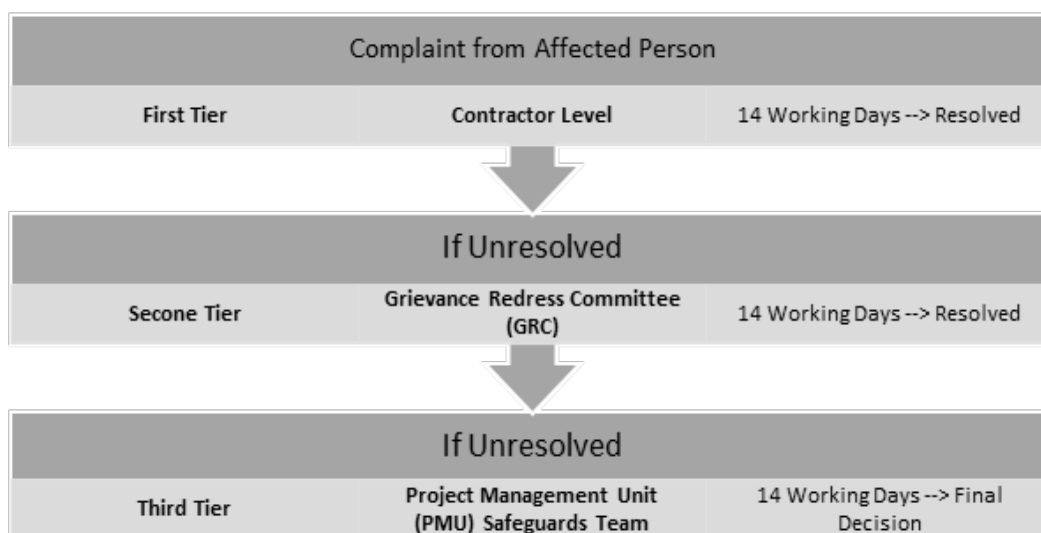 Complaint from Affected Person
First Tier
Contractor Level
14 Working Days --> Resolved
If Unresolved
Secone Tier
Grievance Redress Committee
(GRC)
14 Working Days --> Resolved
If Unresolved
Third Tier
Project Management Unit
(PMU) Safeguards Team
14 Working Days --> Final
Decision